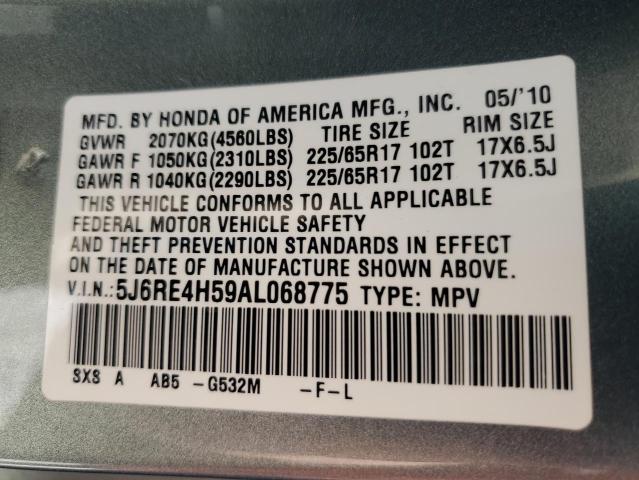 MFD. BY HONDA OF AMERICA MFG., INC. 05/'10
GVWR 2070KG(4560LBS) TIRE SIZE RIM SIZE
GAWR F 1050KG(2310LBS) 225/65R17 102T 17X6.5J
GAWR R 1040KG(2290LBS) 225/65R17 102T 17X6.5J
THIS VEHICLE CONFORMS TO ALL APPLICABLE
FEDERAL MOTOR VEHICLE SAFETY
AND THEFT PREVENTION STANDARDS IN EFFECT
ON THE DATE OF MANUFACTURE SHOWN ABOVE.
V.I.N.:5J6RE4H59AL068775 TYPE: MPV
SXS A AB5 -G532M -F-L